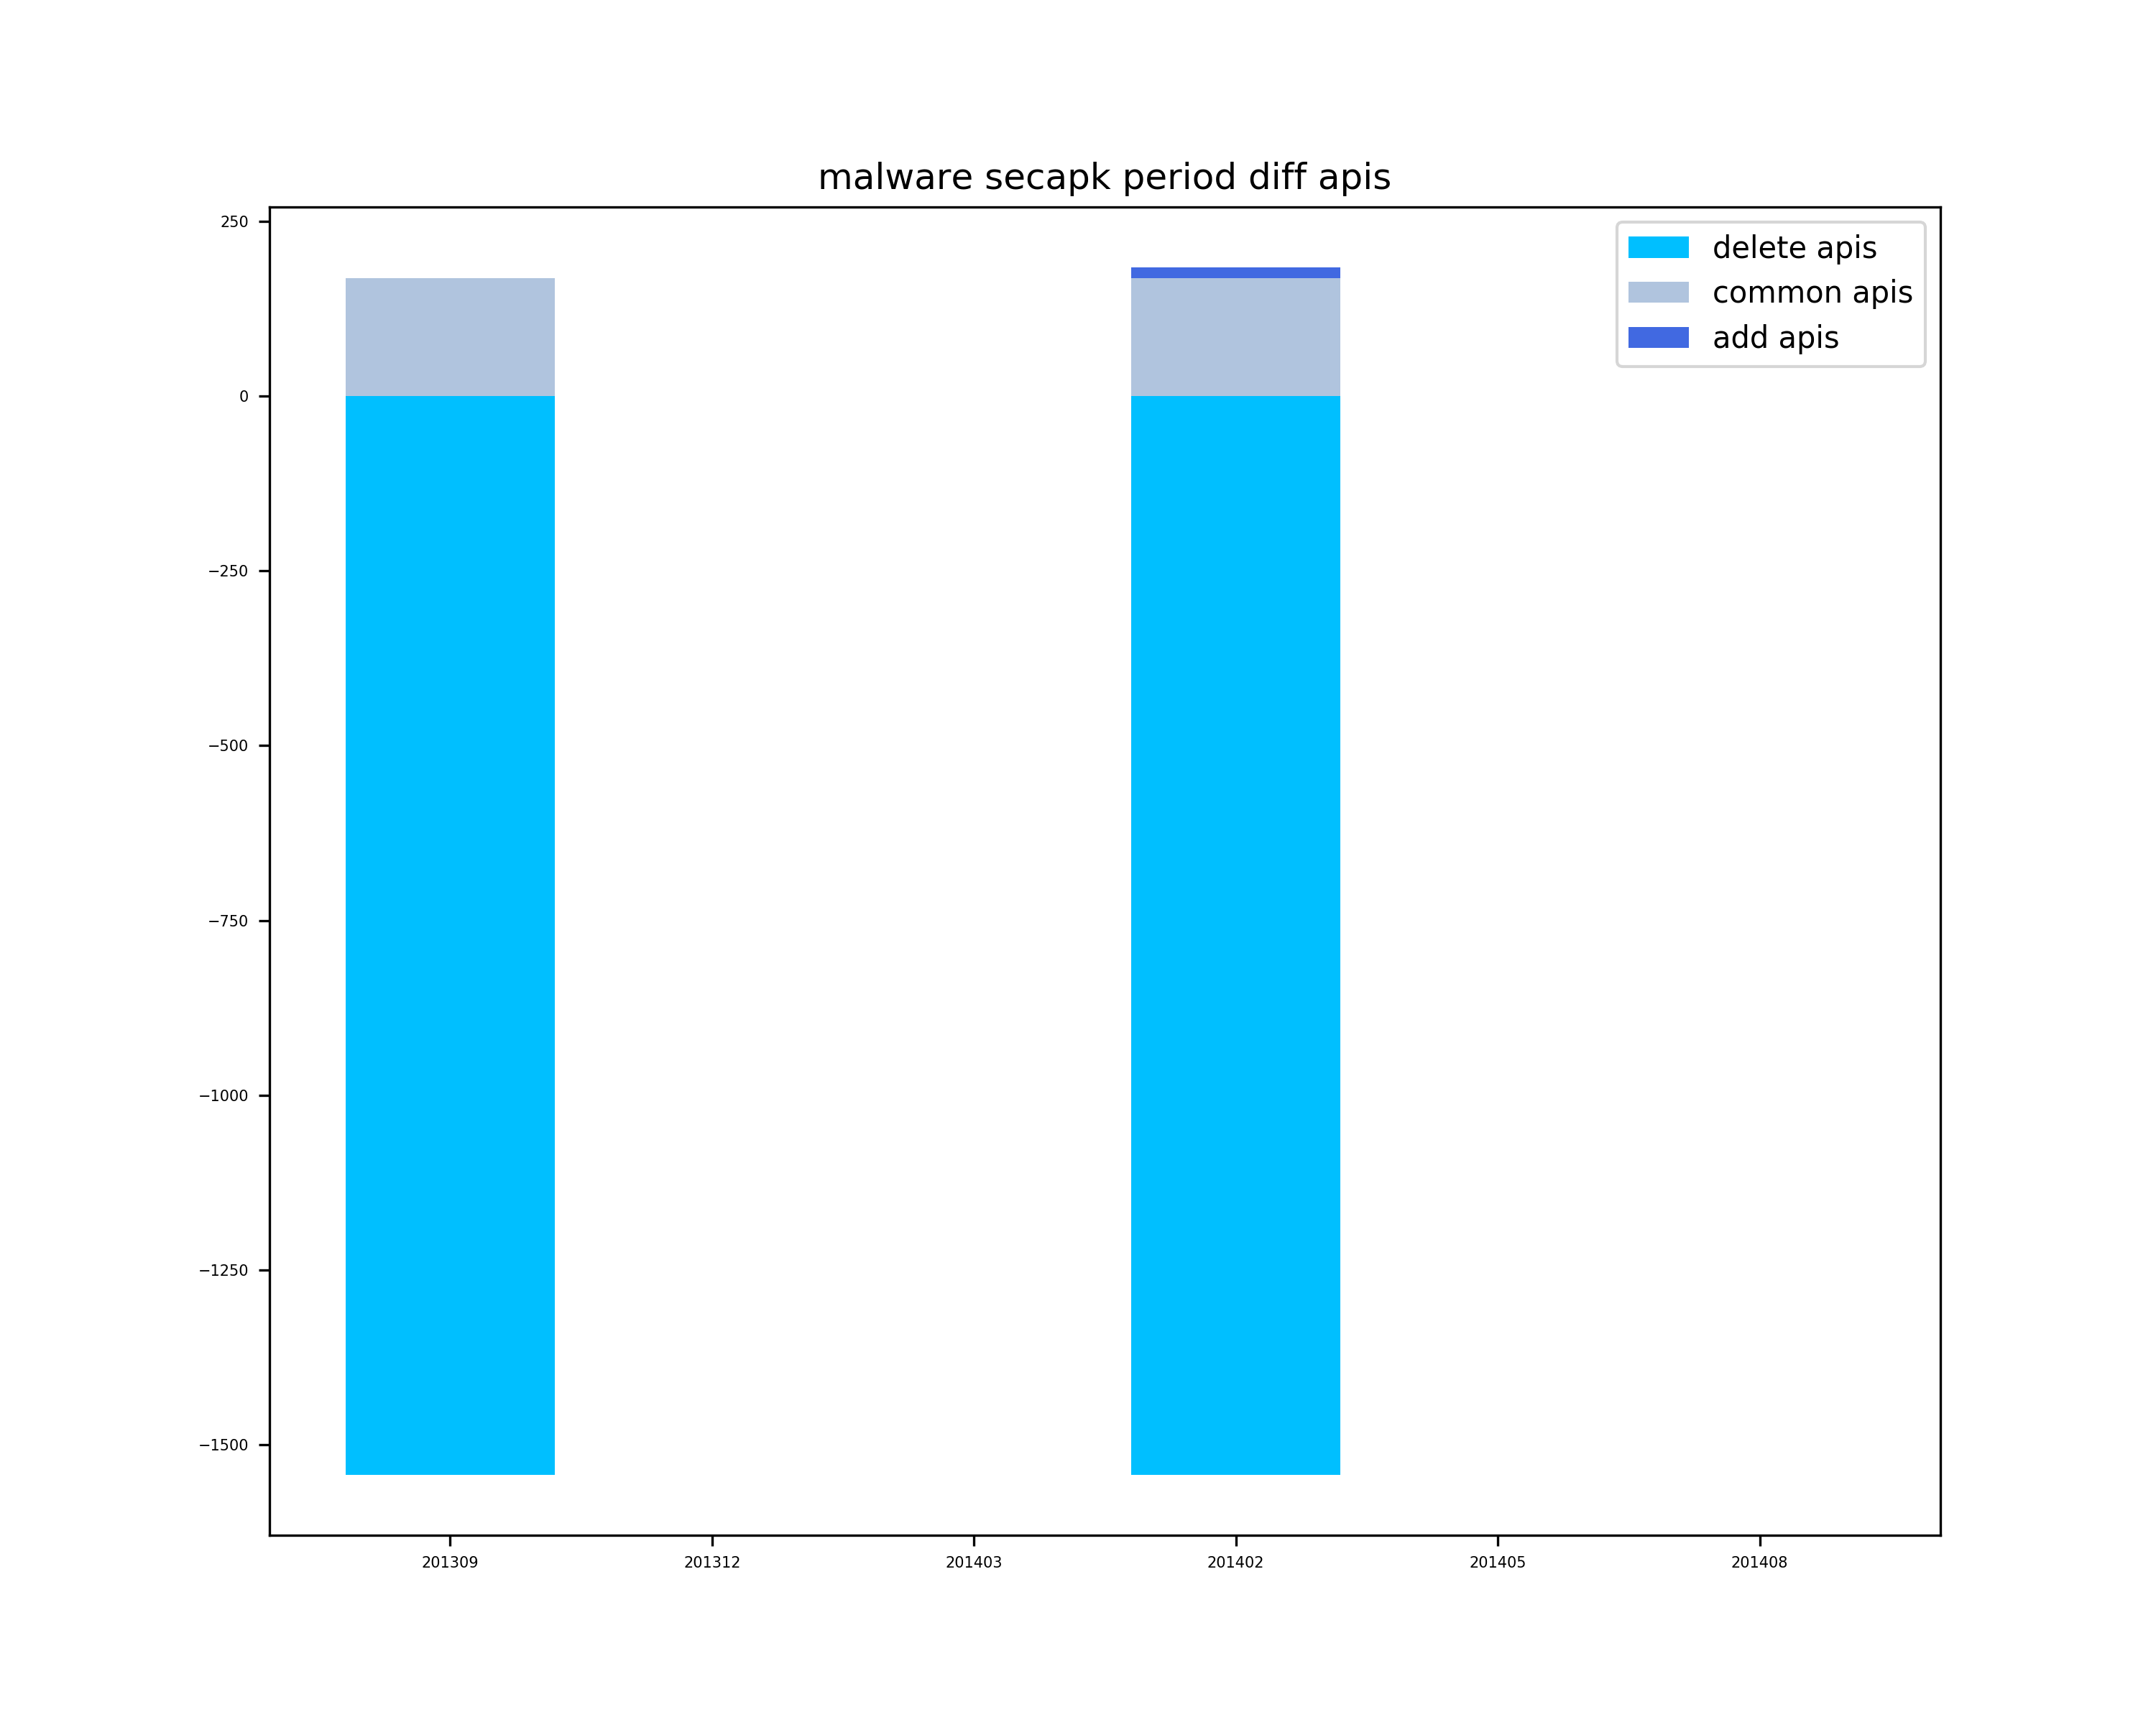 malware secapk period diff apis
250
0
−250
−500
−750
−1000
−1250
−1500
delete apis
common apis
add apis
201309 201312 201403 201402 201405 201408